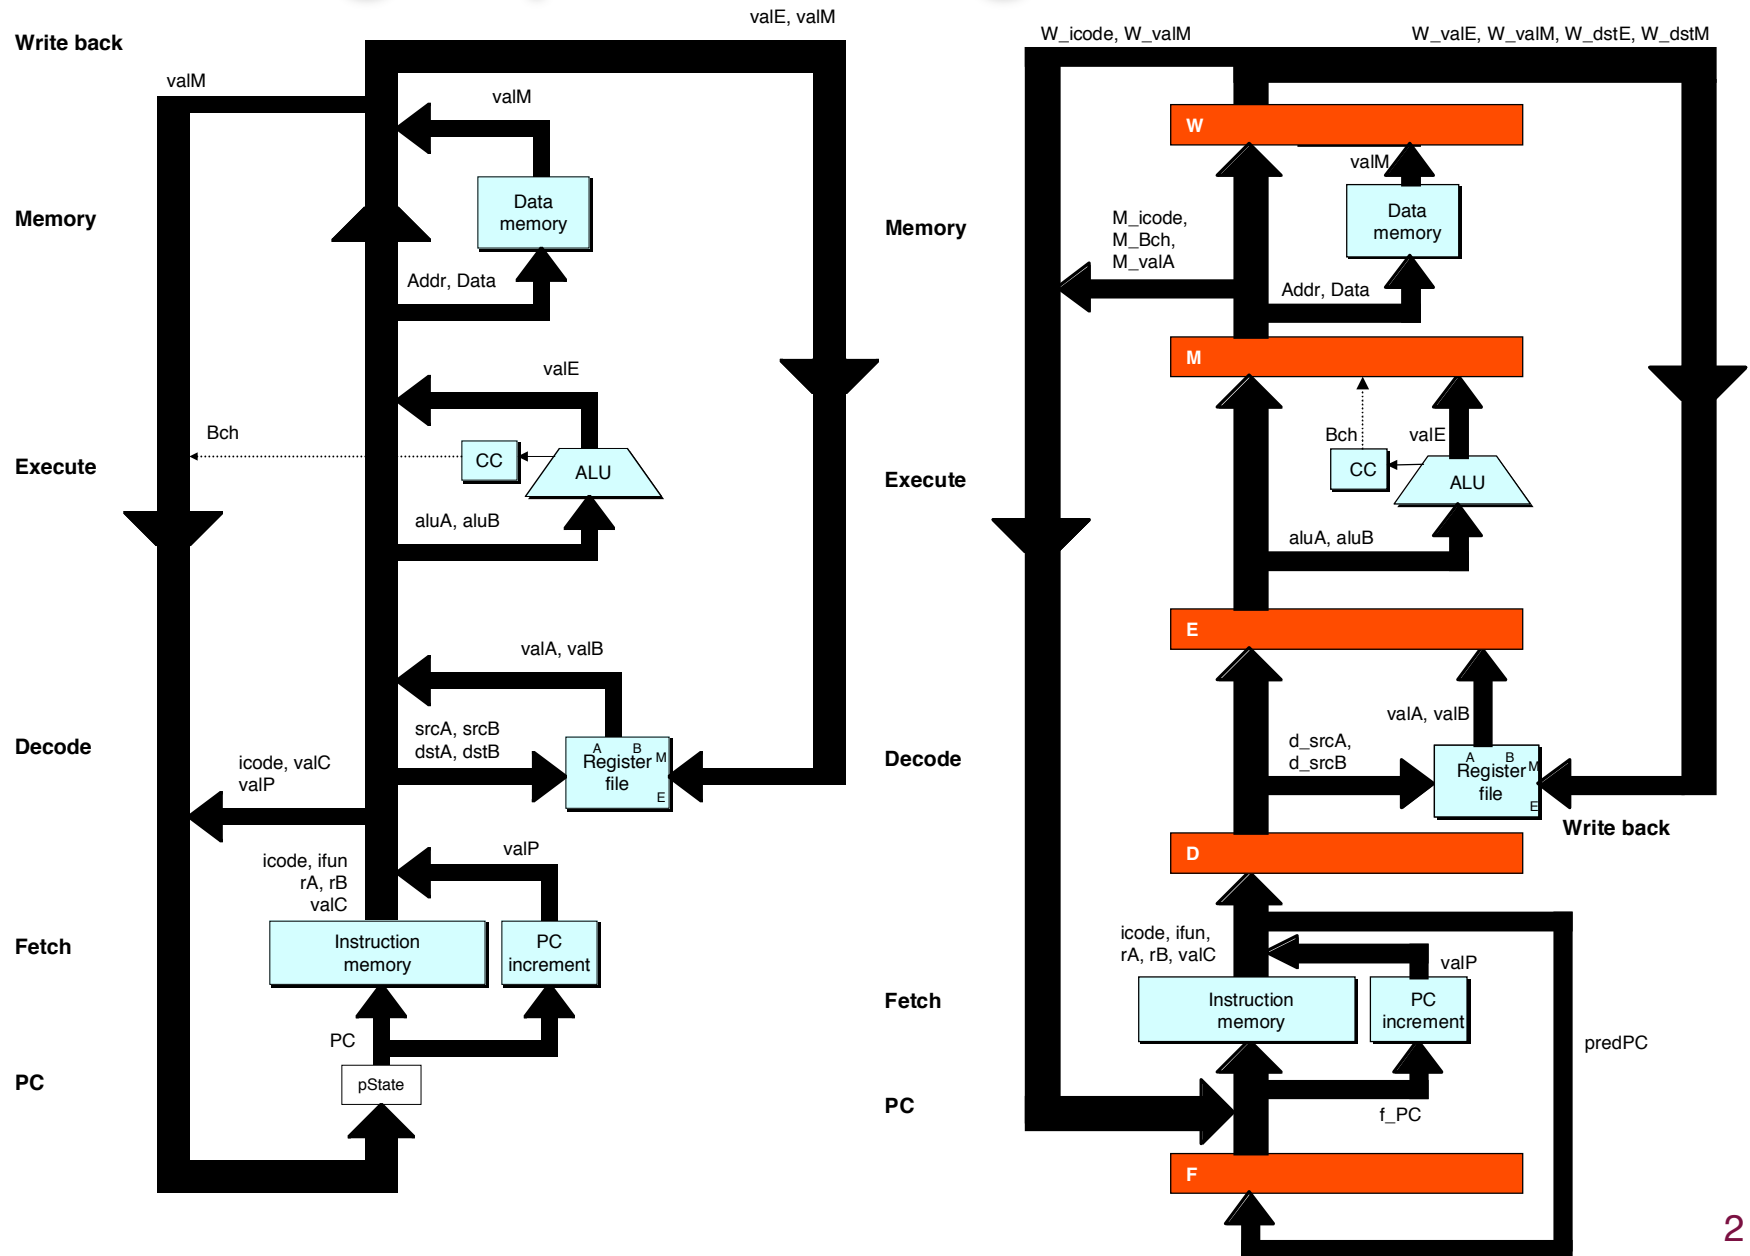 valE, valM
Write back
valM
valM
Data
memory
Memory
Addr, Data
valE
Bch
CC
ALU
Execute
aluA, aluB
valA, valB
srcA, srcB
dstA, dstB
A B
Register M
file
E
Decode
icode, valC
valP
valP
icode, ifun
rA, rB
valC
Instruction
memory
PC
increment
Fetch
PC
pState
PC
W_icode, W_valM
W_valE, W_valM, W_dstE, W_dstM
W
valM
Data
memory
Memory
M_icode,
M_Bch,
M_valA
Addr, Data
M
Bch
valE
CC
ALU
Execute
aluA, aluB
E
valA, valB
d_srcA,
d_srcB
A B
Register M
file
E
Decode
Write back
D
icode, ifun,
rA, rB, valC
valP
Instruction
memory
PC
increment
Fetch
predPC
PC
f_PC
F
2